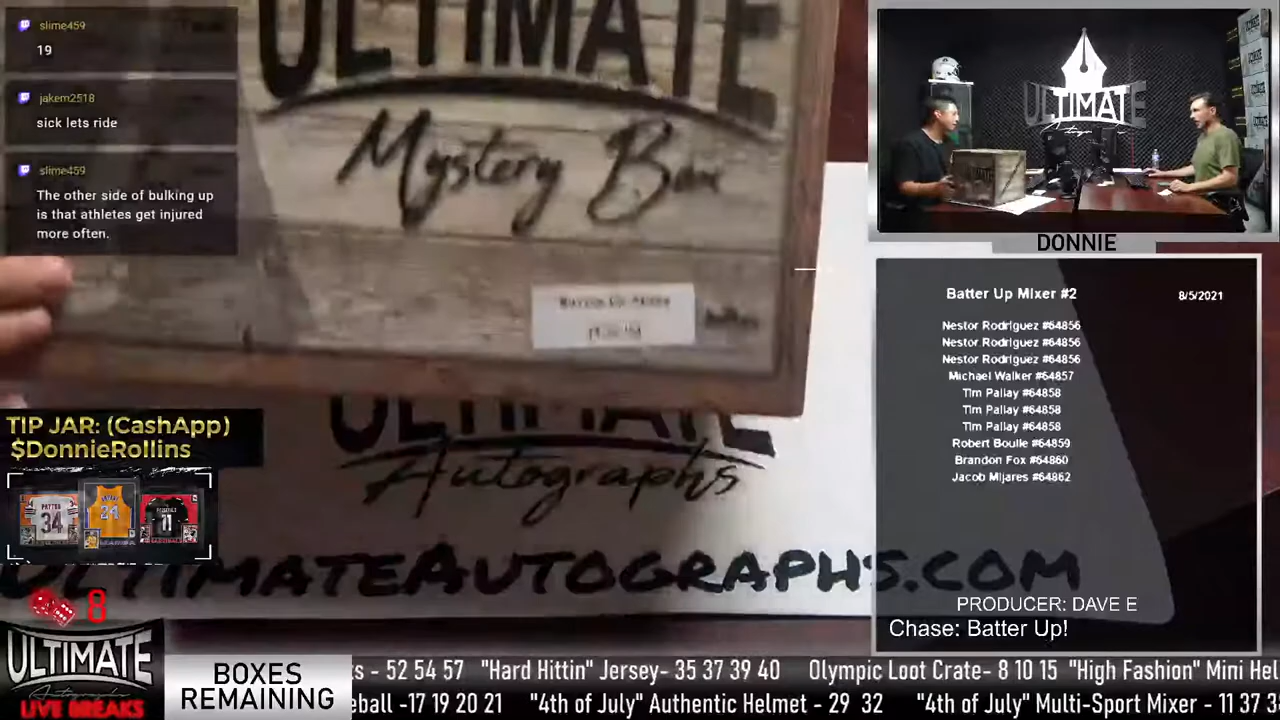 slime459
19
jakem2518
sick lets ride
slime459
The other side of bulking up
is that athletes get injured
more often.
ULTIMATE
Mystery Box
ULTIMATE
Autographs
ULTIMATEAUTOGRAPHS.COM
TIP JAR: (CashApp)
$DonnieRollins
PAYTON
34
24
11
8
ULTIMATE
Autographs
LIVE BREAKS
BOXES
REMAINING
ULTIMATE
DONNIE
Batter Up Mixer #2
8/5/2021
Nestor Rodriguez #64856
Nestor Rodriguez #64856
Nestor Rodriguez #64856
Michael Walker #64857
Tim Pallay #64858
Tim Pallay #64858
Tim Pallay #64858
Robert Boulle #64859
Brandon Fox #64860
Jacob Mijares #64862
PRODUCER: DAVE E
Chase: Batter Up!
s - 52 54 57 "Hard Hittin" Jersey- 35 37 39 40 Olympic Loot Crate- 8 10 15 "High Fashion" Mini Hel
eball -17 19 20 21 "4th of July" Authentic Helmet - 29 32 "4th of July" Multi-Sport Mixer - 11 37 3